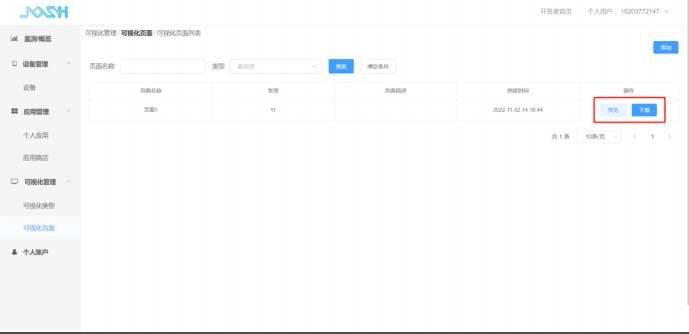 开发者首页 个人用户：15203772147
监测/概览
设备管理
设备
应用管理
个人应用
应用商店
可视化管理
可视化类型
可视化页面
个人账户
可视化管理 / 可视化页面 / 可视化页面列表
添加
页面名称 类型 请选择 搜索 清空条件
页面名称 类型 页面描述 创建时间 操作
页面1 11 2022-11-02 14:18:44 预览 下载
共 1 条 10条/页 < 1 >